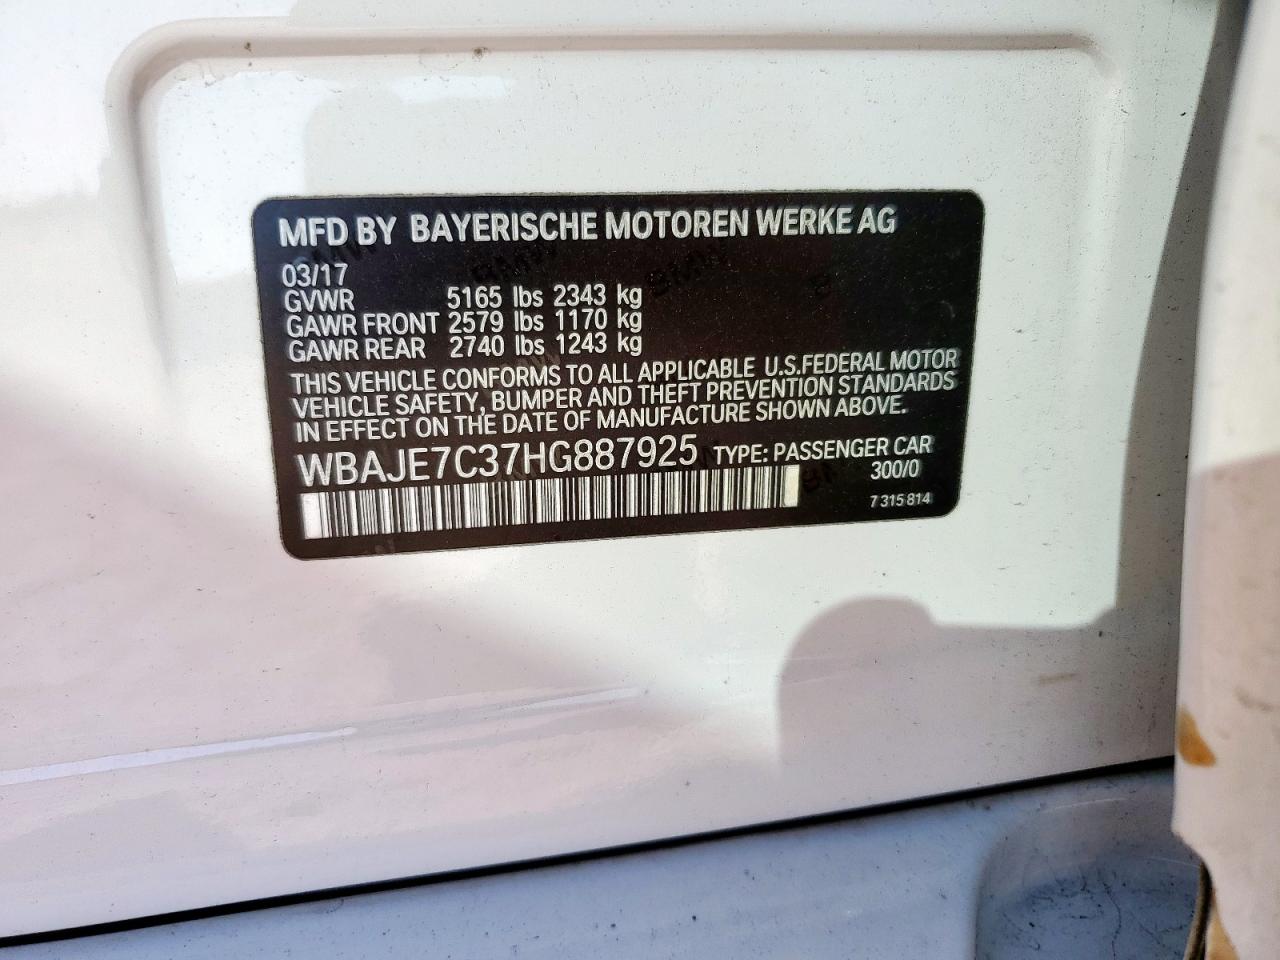 MFD BY BAYERISCHE MOTOREN WERKE AG
03/17
GVWR 5165 lbs 2343 kg
GAWR FRONT 2579 lbs 1170 kg
GAWR REAR 2740 lbs 1243 kg
THIS VEHICLE CONFORMS TO ALL APPLICABLE U.S.FEDERAL MOTOR
VEHICLE SAFETY, BUMPER AND THEFT PREVENTION STANDARDS
IN EFFECT ON THE DATE OF MANUFACTURE SHOWN ABOVE.
WBAJE7C37HG887925 TYPE: PASSENGER CAR
300/0
7 315 814